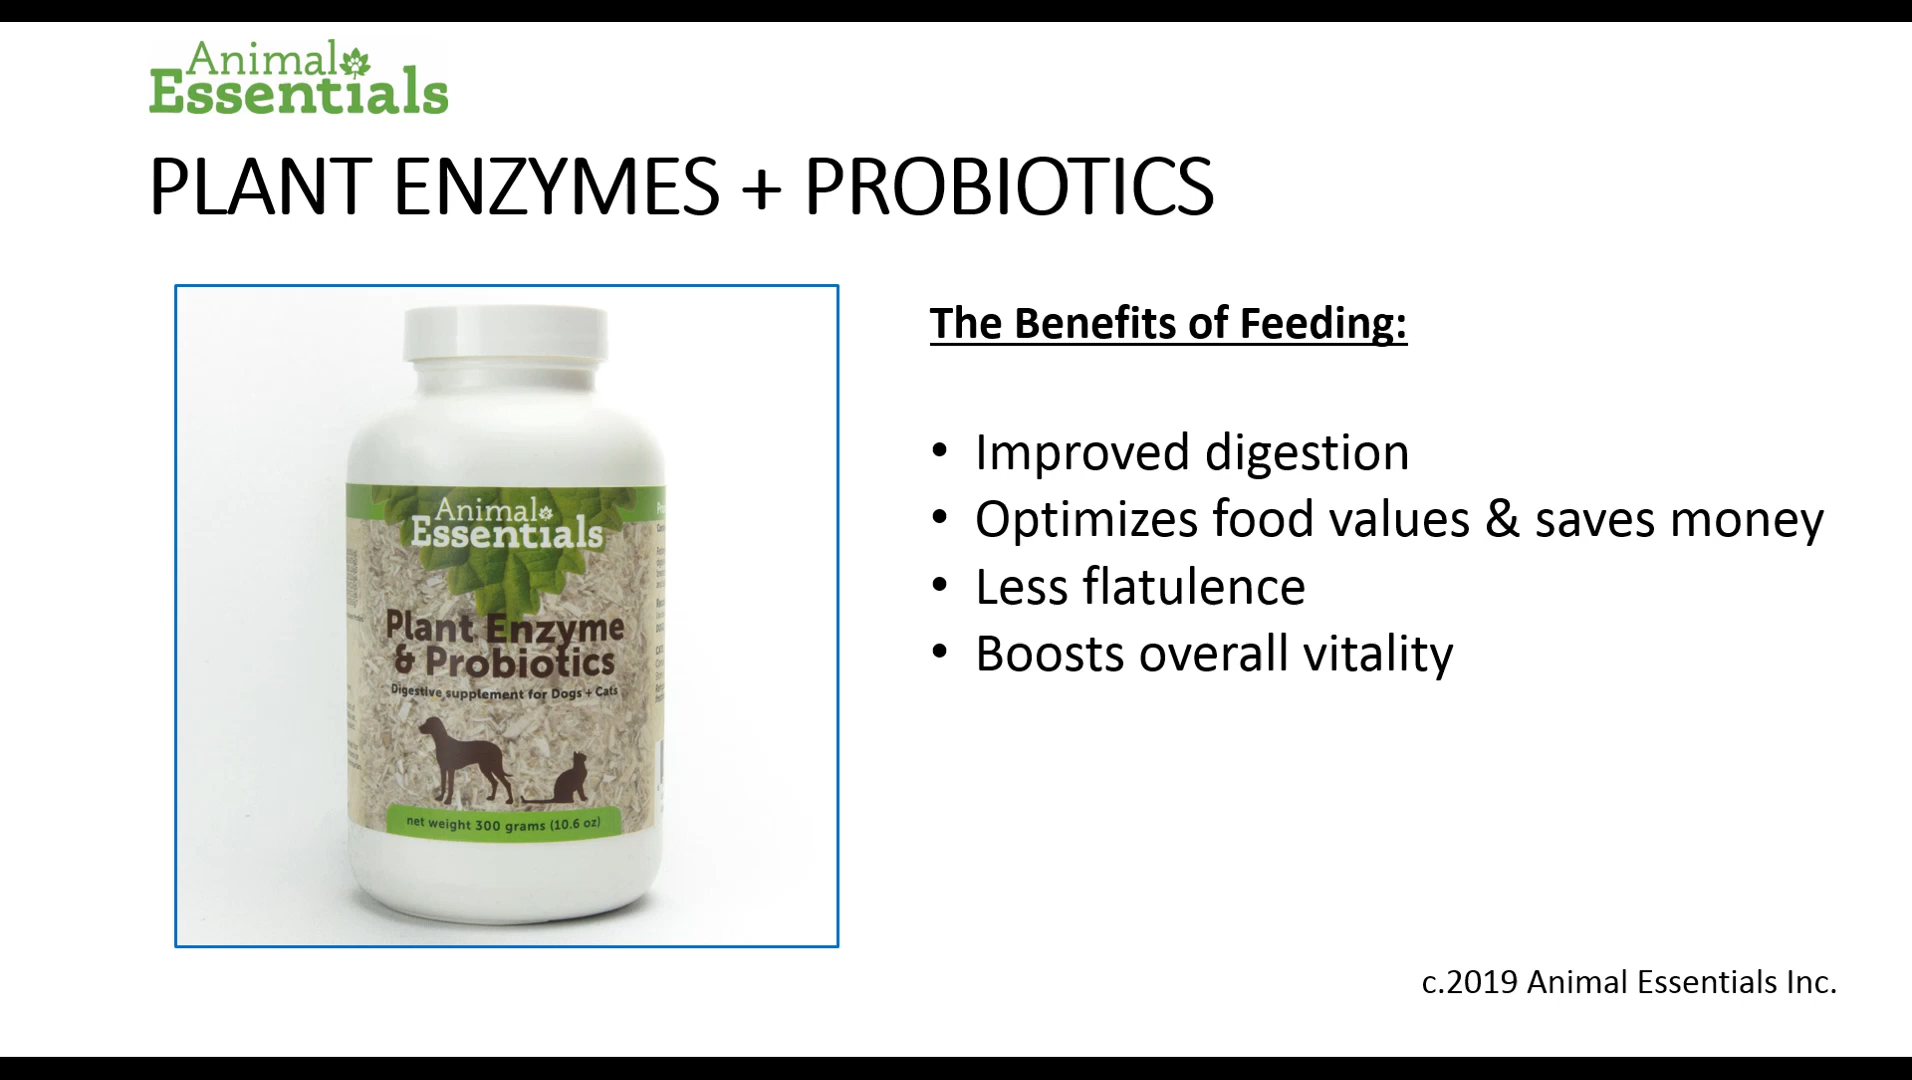 Animal
Essentials
PLANT ENZYMES + PROBIOTICS
Animal
Essentials
Plant Enzyme
& Probiotics
Digestive supplement for Dogs + Cats
net weight 300 grams (10.6 oz)
The Benefits of Feeding:
• Improved digestion
• Optimizes food values & saves money
• Less flatulence
• Boosts overall vitality
c.2019 Animal Essentials Inc.